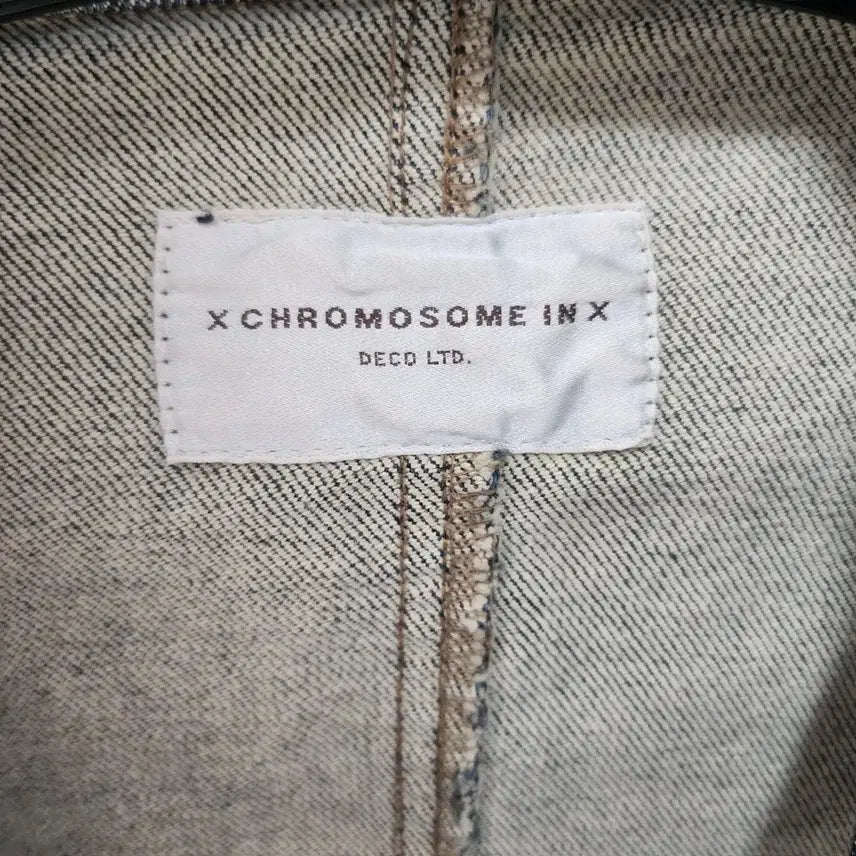 X CHROMOSOME IN X
DECO LTD.